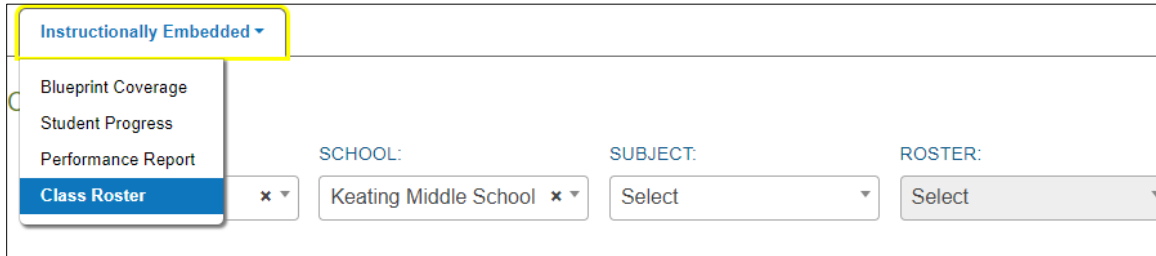 Instructionally Embedded
Blueprint Coverage
Student Progress
Performance Report
Class Roster
SCHOOL:
SUBJECT:
ROSTER:
×
Keating Middle School ×
Select
Select